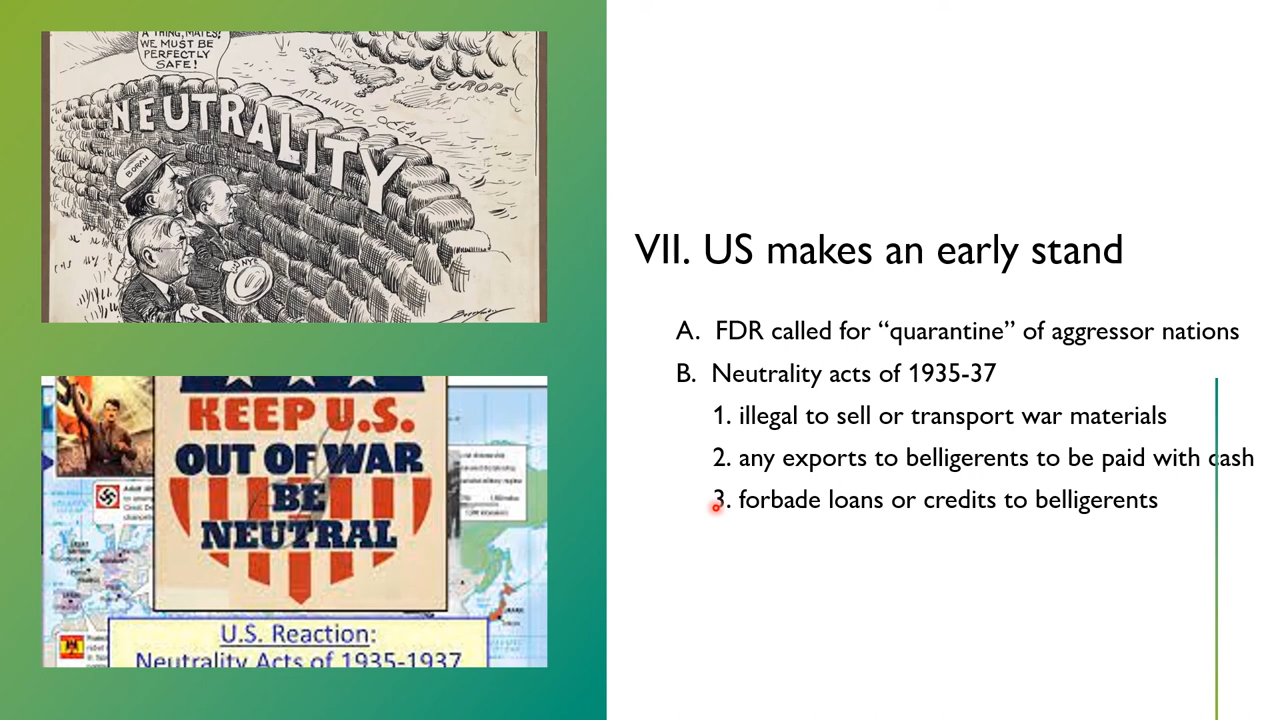 A THING, MATES!
WE MUST BE
PERFECTLY
SAFE!
NEUTRALITY
ATLANTIC OCEAN
EUROPE
BORAH
KEEP U.S.
OUT OF WAR
BE
NEUTRAL
U.S. Reaction:
Neutrality Acts of 1935-1937
VII. US makes an early stand
A. FDR called for “quarantine” of aggressor nations
B. Neutrality acts of 1935-37
1. illegal to sell or transport war materials
2. any exports to belligerents to be paid with cash
3. forbade loans or credits to belligerents